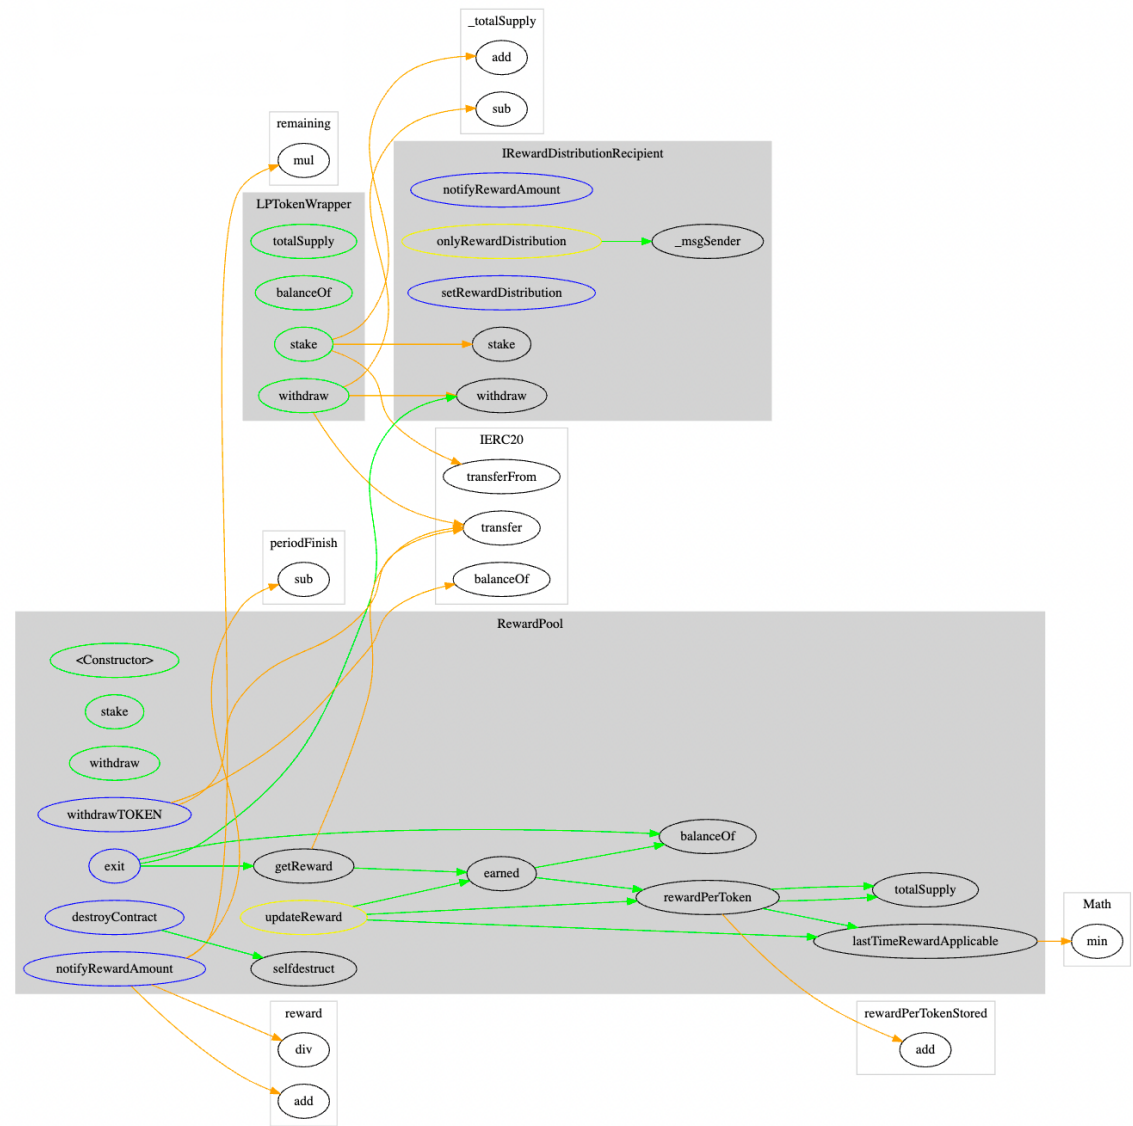 _totalSupply
add
sub
remaining
mul
IRewardDistributionRecipient
notifyRewardAmount
onlyRewardDistribution
_msgSender
setRewardDistribution
stake
withdraw
LPTokenWrapper
totalSupply
balanceOf
stake
withdraw
IERC20
transferFrom
transfer
balanceOf
periodFinish
sub
RewardPool
<Constructor>
stake
withdraw
withdrawTOKEN
exit
destroyContract
notifyRewardAmount
getReward
updateReward
selfdestruct
earned
balanceOf
rewardPerToken
totalSupply
lastTimeRewardApplicable
Math
min
reward
div
add
rewardPerTokenStored
add